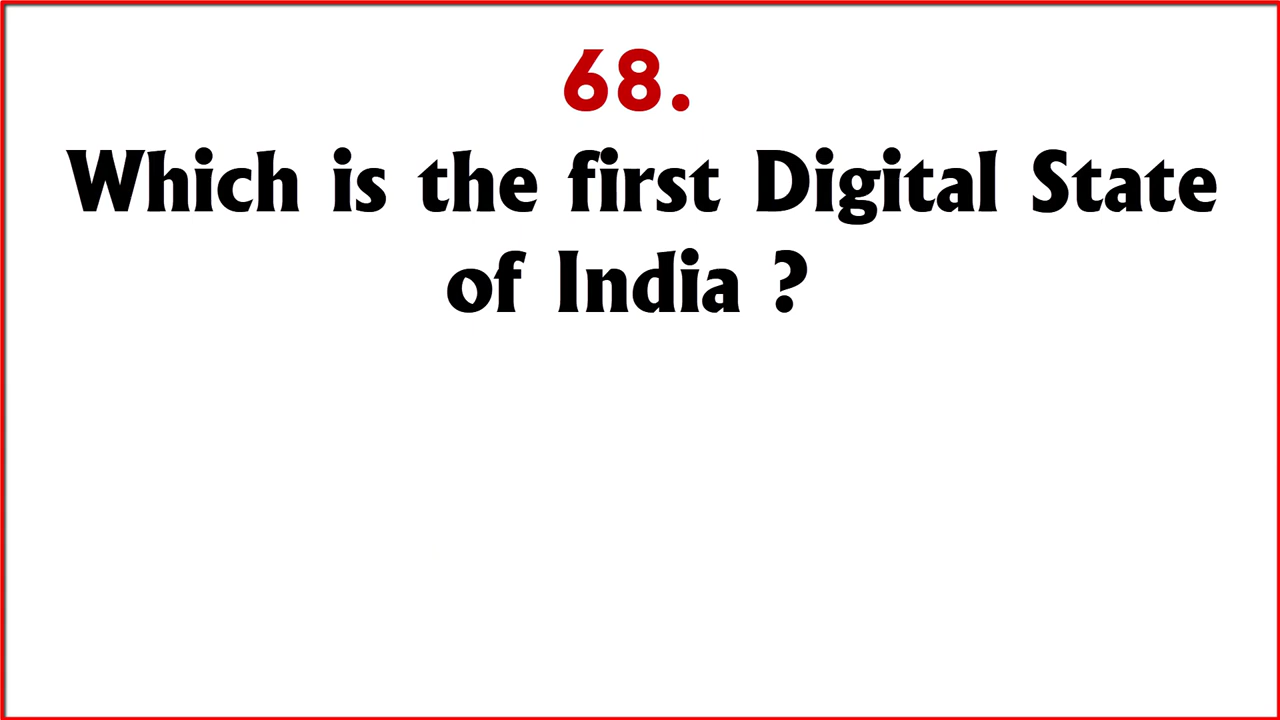 68.
Which is the first Digital State
of India ?